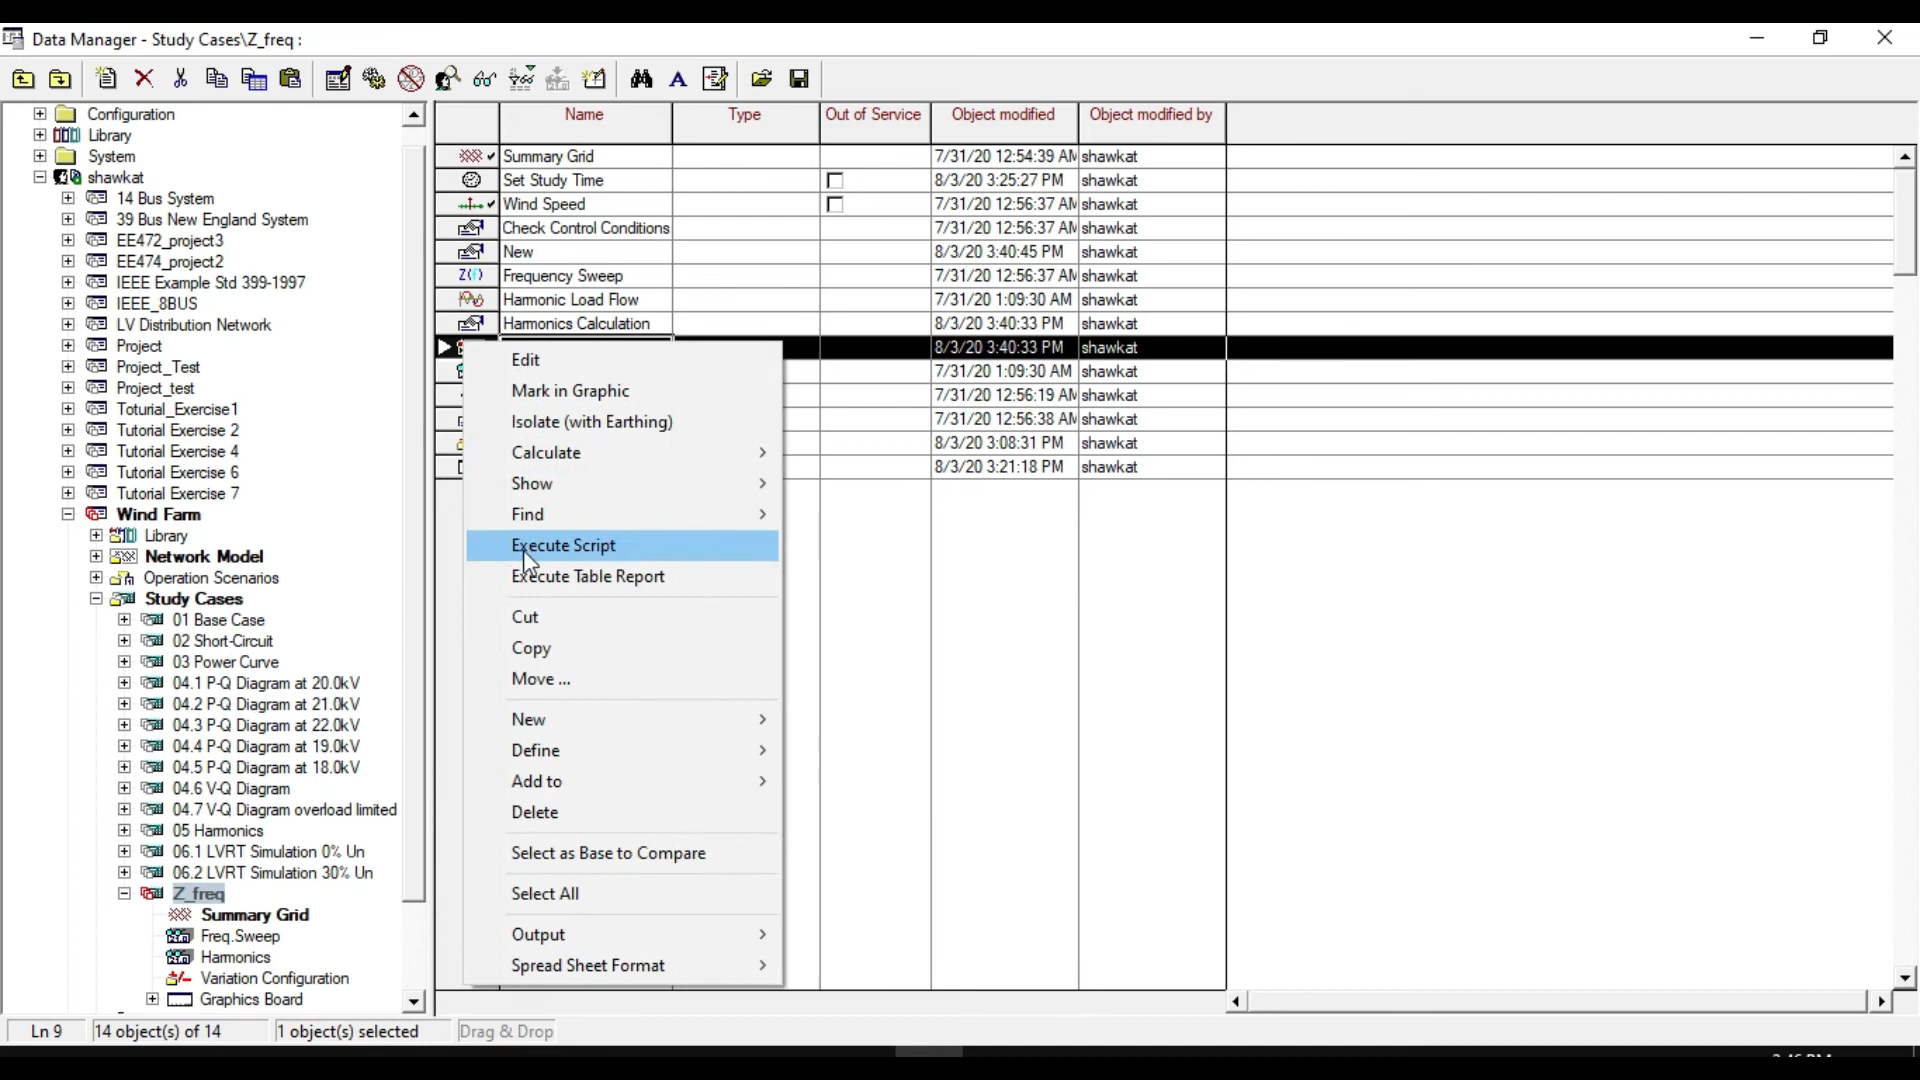 Data Manager - Study Cases\Z_freq :
Name
Type
Out of Service
Object modified
Object modified by
Configuration
Library
System
shawkat
14 Bus System
39 Bus New England System
EE472_project3
EE474_project2
IEEE Example Std 399-1997
IEEE_8BUS
LV Distribution Network
Project
Project_Test
Project_test
Toturial_Exercise1
Tutorial Exercise 2
Tutorial Exercise 4
Tutorial Exercise 6
Tutorial Exercise 7
Wind Farm
Library
Network Model
Operation Scenarios
Study Cases
01 Base Case
02 Short-Circuit
03 Power Curve
04.1 P-Q Diagram at 20.0kV
04.2 P-Q Diagram at 21.0kV
04.3 P-Q Diagram at 22.0kV
04.4 P-Q Diagram at 19.0kV
04.5 P-Q Diagram at 18.0kV
04.6 V-Q Diagram
04.7 V-Q Diagram overload limited
05 Harmonics
06.1 LVRT Simulation 0% Un
06.2 LVRT Simulation 30% Un
Z_freq
Summary Grid
Freq.Sweep
Harmonics
Variation Configuration
Graphics Board
Summary Grid 7/31/20 12:54:39 AM shawkat
Set Study Time 8/3/20 3:25:27 PM shawkat
Wind Speed 7/31/20 12:56:37 AM shawkat
Check Control Conditions 7/31/20 12:56:37 AM shawkat
New 8/3/20 3:40:45 PM shawkat
Z(f) Frequency Sweep 7/31/20 12:56:37 AM shawkat
Harmonic Load Flow 7/31/20 1:09:30 AM shawkat
Harmonics Calculation 8/3/20 3:40:33 PM shawkat
8/3/20 3:40:33 PM shawkat
7/31/20 1:09:30 AM shawkat
7/31/20 12:56:19 AM shawkat
7/31/20 12:56:38 AM shawkat
8/3/20 3:08:31 PM shawkat
8/3/20 3:21:18 PM shawkat
Edit
Mark in Graphic
Isolate (with Earthing)
Calculate
Show
Find
Execute Script
Execute Table Report
Cut
Copy
Move ...
New
Define
Add to
Delete
Select as Base to Compare
Select All
Output
Spread Sheet Format
Ln 9
14 object(s) of 14
1 object(s) selected
Drag & Drop